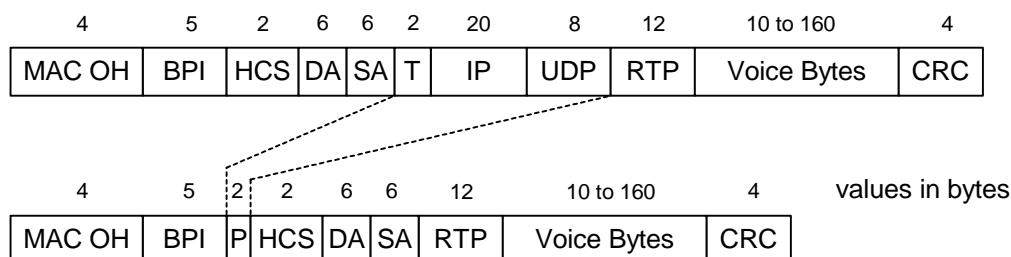 4 5 2 6 6 2 20 8 12 10 to 160 4
MAC OH BPI HCS DA SA T IP UDP RTP Voice Bytes CRC
4 5 2 2 6 6 12 10 to 160 4 values in bytes
MAC OH BPI P HCS DA SA RTP Voice Bytes CRC